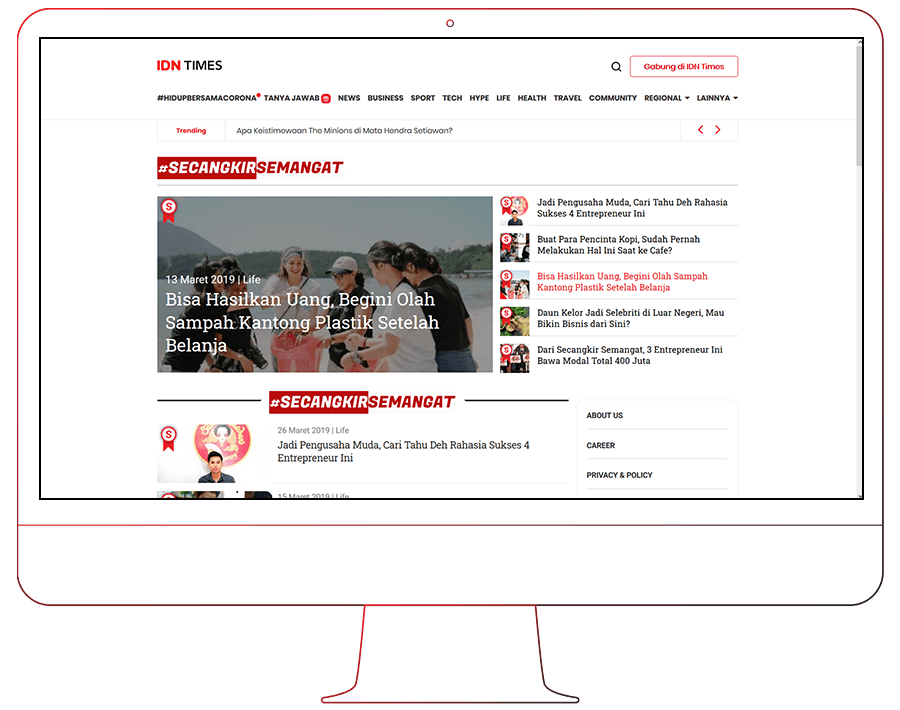 IDN TIMES
Gabung di IDN Times
#HIDUPBERSAMACORONA TANYA JAWAB NEWS BUSINESS SPORT TECH HYPE LIFE HEALTH TRAVEL COMMUNITY REGIONAL LAINNYA
Trending
Apa Keistimewaan The Minions di Mata Hendra Setiawan?
#SECANGKIRSEMANGAT
S
13 Maret 2019 | Life
Bisa Hasilkan Uang, Begini Olah
Sampah Kantong Plastik Setelah
Belanja
S
Jadi Pengusaha Muda, Cari Tahu Deh Rahasia
Sukses 4 Entrepreneur Ini
S
Buat Para Pencinta Kopi, Sudah Pernah
Melakukan Hal Ini Saat ke Cafe?
S
Bisa Hasilkan Uang, Begini Olah Sampah
Kantong Plastik Setelah Belanja
S
Daun Kelor Jadi Selebriti di Luar Negeri, Mau
Bikin Bisnis dari Sini?
S
Dari Secangkir Semangat, 3 Entrepreneur Ini
Bawa Modal Total 400 Juta
#SECANGKIRSEMANGAT
S
26 Maret 2019 | Life
Jadi Pengusaha Muda, Cari Tahu Deh Rahasia Sukses 4
Entrepreneur Ini
15 Maret 2019 | Life
ABOUT US
CAREER
PRIVACY & POLICY